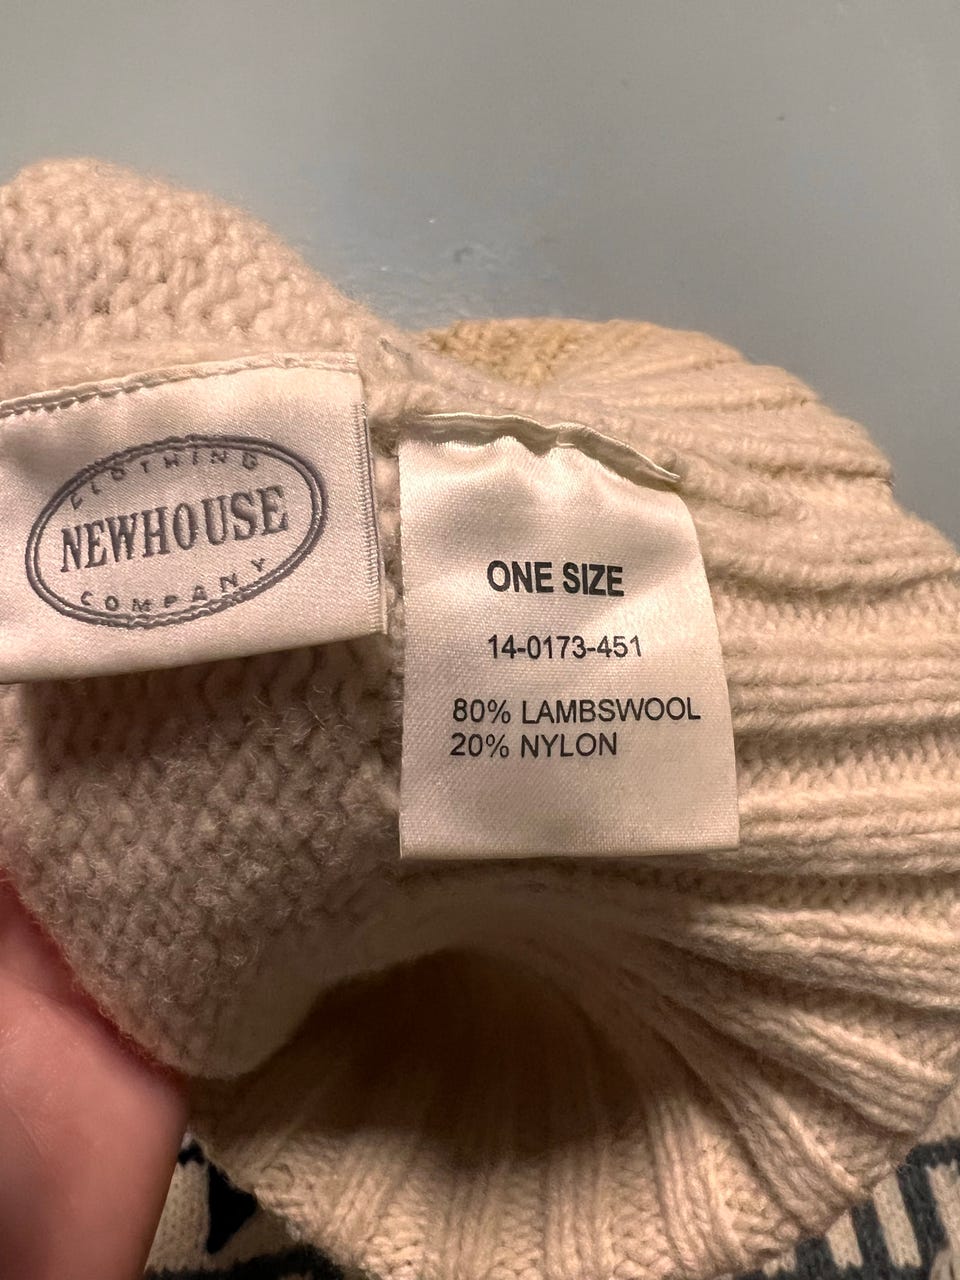 CLOTHING
NEWHOUSE
COMPANY
ONE SIZE
14-0173-451
80% LAMBSWOOL
20% NYLON